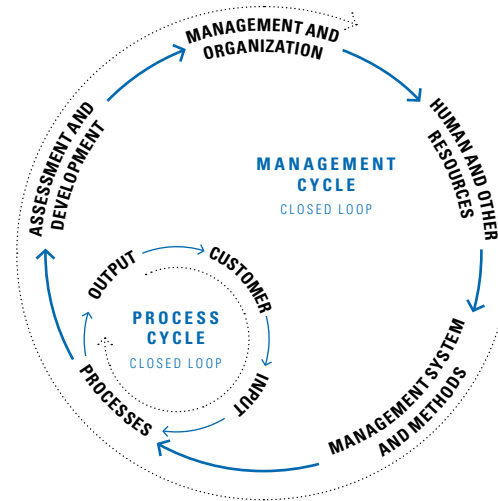 MANAGEMENT AND
ORGANIZATION
HUMAN AND OTHER
RESOURCES
MANAGEMENT SYSTEM
AND METHODS
PROCESSES
ASSESSMENT AND
DEVELOPMENT
MANAGEMENT
CYCLE
CLOSED LOOP
OUTPUT
CUSTOMER
INPUT
PROCESS
CYCLE
CLOSED LOOP